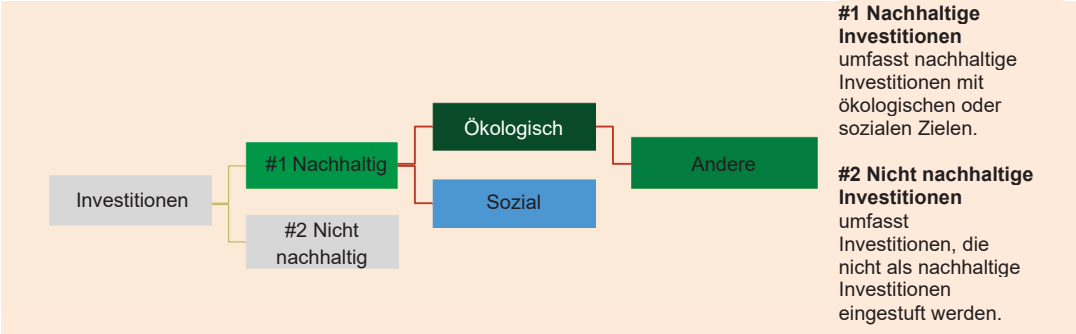 Investitionen
#1 Nachhaltig
#2 Nicht
nachhaltig
Ökologisch
Sozial
Andere
#1 Nachhaltige
Investitionen
umfasst nachhaltige
Investitionen mit
ökologischen oder
sozialen Zielen.
#2 Nicht nachhaltige
Investitionen
umfasst
Investitionen, die
nicht als nachhaltige
Investitionen
eingestuft werden.